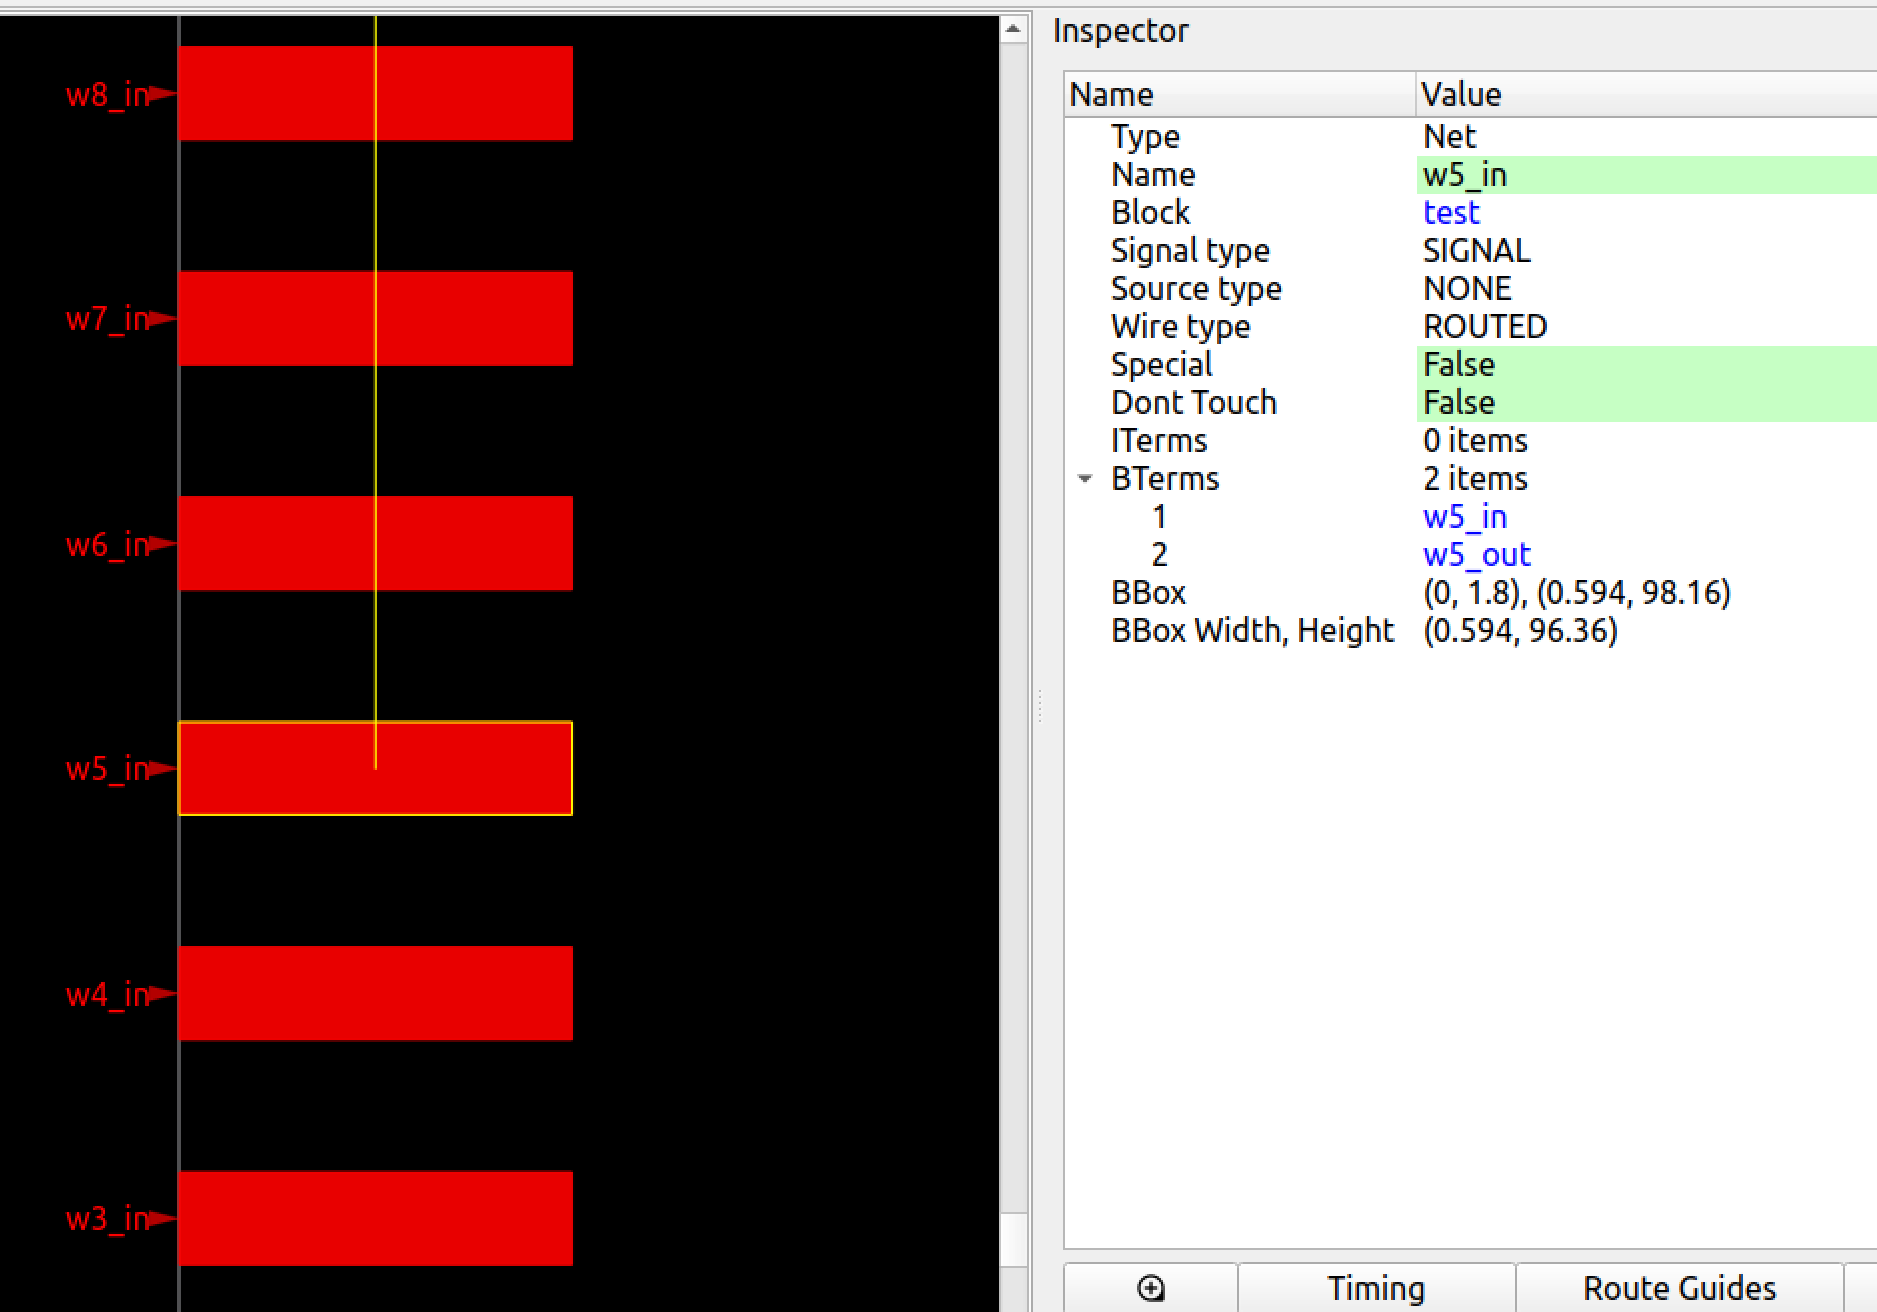 w8_in
w7_in
w6_in
w5_in
w4_in
w3_in
Inspector
Name Value
Type Net
Name w5_in
Block test
Signal type SIGNAL
Source type NONE
Wire type ROUTED
Special False
Dont Touch False
ITerms 0 items
BTerms 2 items
1 w5_in
2 w5_out
BBox (0, 1.8), (0.594, 98.16)
BBox Width, Height (0.594, 96.36)
Timing Route Guides